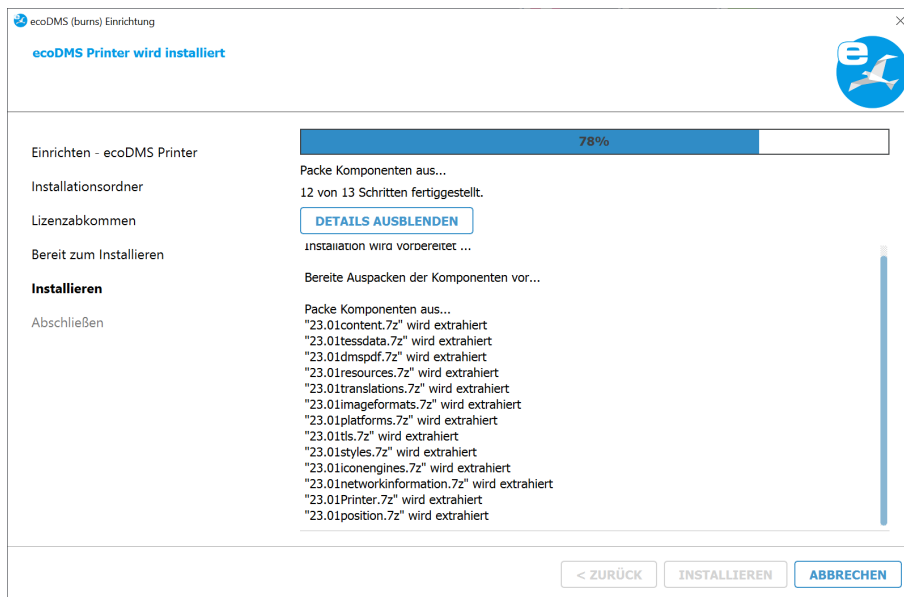 ecoDMS (burns) Einrichtung
ecoDMS Printer wird installiert
e
Einrichten - ecoDMS Printer
Installationsordner
Lizenzabkommen
Bereit zum Installieren
Installieren
Abschließen
78%
Packe Komponenten aus...
12 von 13 Schritten fertiggestellt.
DETAILS AUSBLENDEN
Installation wird vorbereitet ...
Bereite Auspacken der Komponenten vor...
Packe Komponenten aus...
"23.01content.7z" wird extrahiert
"23.01tessdata.7z" wird extrahiert
"23.01dmspdf.7z" wird extrahiert
"23.01resources.7z" wird extrahiert
"23.01translations.7z" wird extrahiert
"23.01imageformats.7z" wird extrahiert
"23.01platforms.7z" wird extrahiert
"23.01tls.7z" wird extrahiert
"23.01styles.7z" wird extrahiert
"23.01iconengines.7z" wird extrahiert
"23.01networkinformation.7z" wird extrahiert
"23.01Printer.7z" wird extrahiert
"23.01position.7z" wird extrahiert
< ZURÜCK
INSTALLIEREN
ABBRECHEN